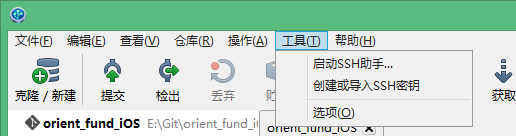 文件(F) 编辑(E) 查看(V) 仓库(R) 操作(A) 工具(T) 帮助(H)
启动SSH助手...
创建或导入SSH密钥
选项(O)
克隆 / 新建 提交 检出 丢弃 获取
orient_fund_iOS E:\Git\orient_fund_i orient_fund_iOS